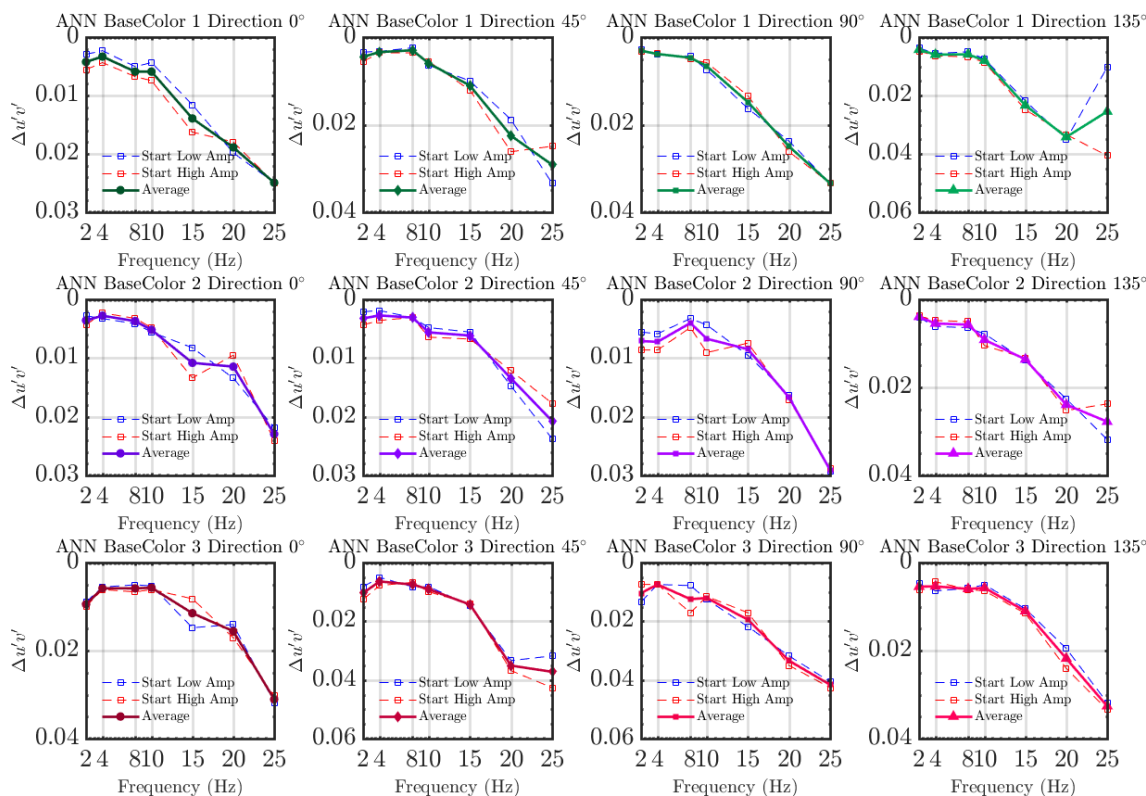 ANN BaseColor 1 Direction 0°
0
0.01
0.02
0.03
Δu′v′
Start Low Amp
Start High Amp
Average
2 4 8 10 15 20 25
Frequency (Hz)
ANN BaseColor 1 Direction 45°
0
0.02
0.04
Δu′v′
Start Low Amp
Start High Amp
Average
2 4 8 10 15 20 25
Frequency (Hz)
ANN BaseColor 1 Direction 90°
0
0.02
0.04
Δu′v′
Start Low Amp
Start High Amp
Average
2 4 8 10 15 20 25
Frequency (Hz)
ANN BaseColor 1 Direction 135°
0
0.02
0.04
0.06
Δu′v′
Start Low Amp
Start High Amp
Average
2 4 8 10 15 20 25
Frequency (Hz)
ANN BaseColor 2 Direction 0°
0
0.01
0.02
0.03
Δu′v′
Start Low Amp
Start High Amp
Average
2 4 8 10 15 20 25
Frequency (Hz)
ANN BaseColor 2 Direction 45°
0
0.01
0.02
0.03
Δu′v′
Start Low Amp
Start High Amp
Average
2 4 8 10 15 20 25
Frequency (Hz)
ANN BaseColor 2 Direction 90°
0
0.01
0.02
0.03
Δu′v′
Start Low Amp
Start High Amp
Average
2 4 8 10 15 20 25
Frequency (Hz)
ANN BaseColor 2 Direction 135°
0
0.02
0.04
Δu′v′
Start Low Amp
Start High Amp
Average
2 4 8 10 15 20 25
Frequency (Hz)
ANN BaseColor 3 Direction 0°
0
0.02
0.04
Δu′v′
Start Low Amp
Start High Amp
Average
2 4 8 10 15 20 25
Frequency (Hz)
ANN BaseColor 3 Direction 45°
0
0.02
0.04
0.06
Δu′v′
Start Low Amp
Start High Amp
Average
2 4 8 10 15 20 25
Frequency (Hz)
ANN BaseColor 3 Direction 90°
0
0.02
0.04
0.06
Δu′v′
Start Low Amp
Start High Amp
Average
2 4 8 10 15 20 25
Frequency (Hz)
ANN BaseColor 3 Direction 135°
0
0.02
0.04
Δu′v′
Start Low Amp
Start High Amp
Average
2 4 8 10 15 20 25
Frequency (Hz)